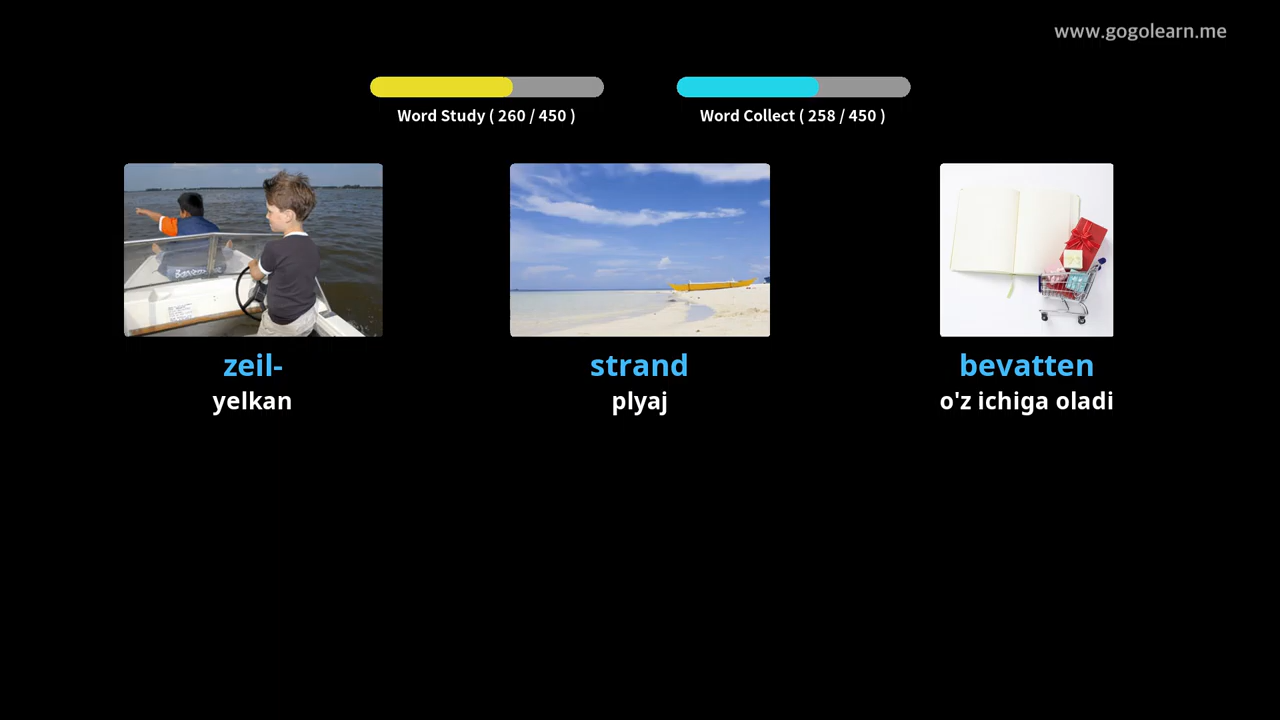 www.gogolearn.me
Word Study ( 260 / 450 )
Word Collect ( 258 / 450 )
zeil-
strand
bevatten
yelkan
plyaj
o'z ichiga oladi